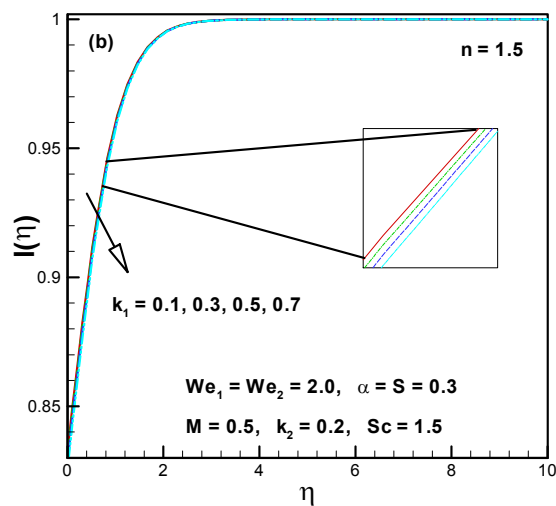 1
(b)
n = 1.5
0.95
l(η)
0.9
k₁ = 0.1, 0.3, 0.5, 0.7
We₁ = We₂ = 2.0, α = S = 0.3
0.85
M = 0.5, k₂ = 0.2, Sc = 1.5
0 2 4 6 8 10
η